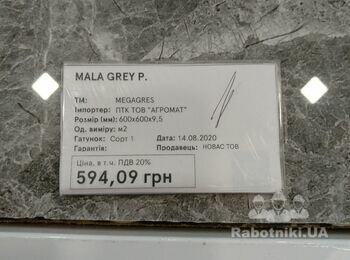 MALA GREY P.
ТМ: MEGAGRES
Імпортер: ПТК ТОВ "АГРОМАТ"
Розмір (мм): 600х600х9,5
Од. виміру: м2
Гатунок: Сорт 1 Дата: 14.08.2020
Гарантія: Продавець: НОВАС ТОВ
Ціна, в т.ч. ПДВ 20%
594,09 грн
Rabotniki.UA